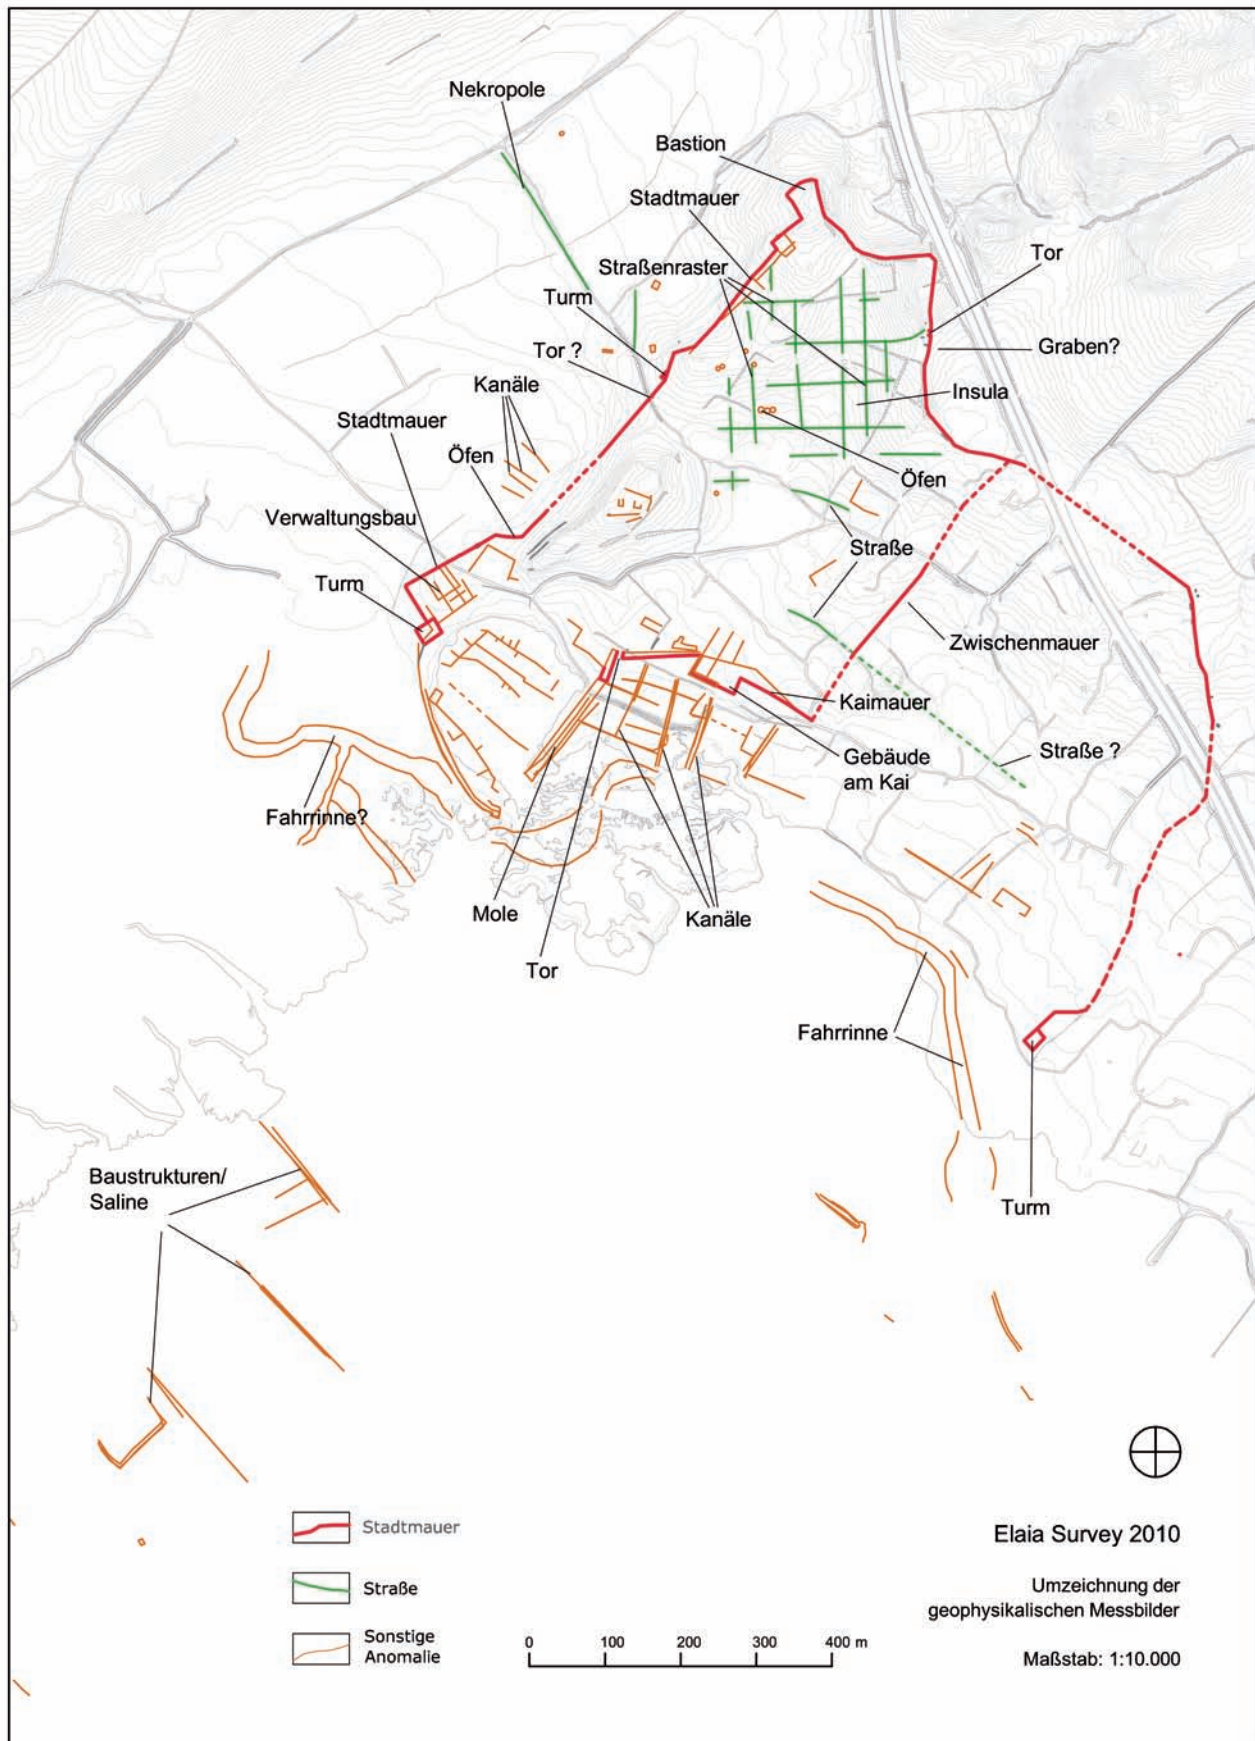 Nekropole
Bastion
Stadtmauer
Straßenraster
Tor
Turm
Tor ?
Graben?
Kanäle
Insula
Stadtmauer
Öfen
Öfen
Verwaltungsbau
Straße
Turm
Zwischenmauer
Kaimauer
Straße ?
Gebäude
am Kai
Fahrrinne?
Mole
Kanäle
Tor
Fahrrinne
Baustrukturen/
Saline
Turm
Stadtmauer
Straße
Sonstige
Anomalie
0 100 200 300 400 m
Elaia Survey 2010
Umzeichnung der
geophysikalischen Messbilder
Maßstab: 1:10.000